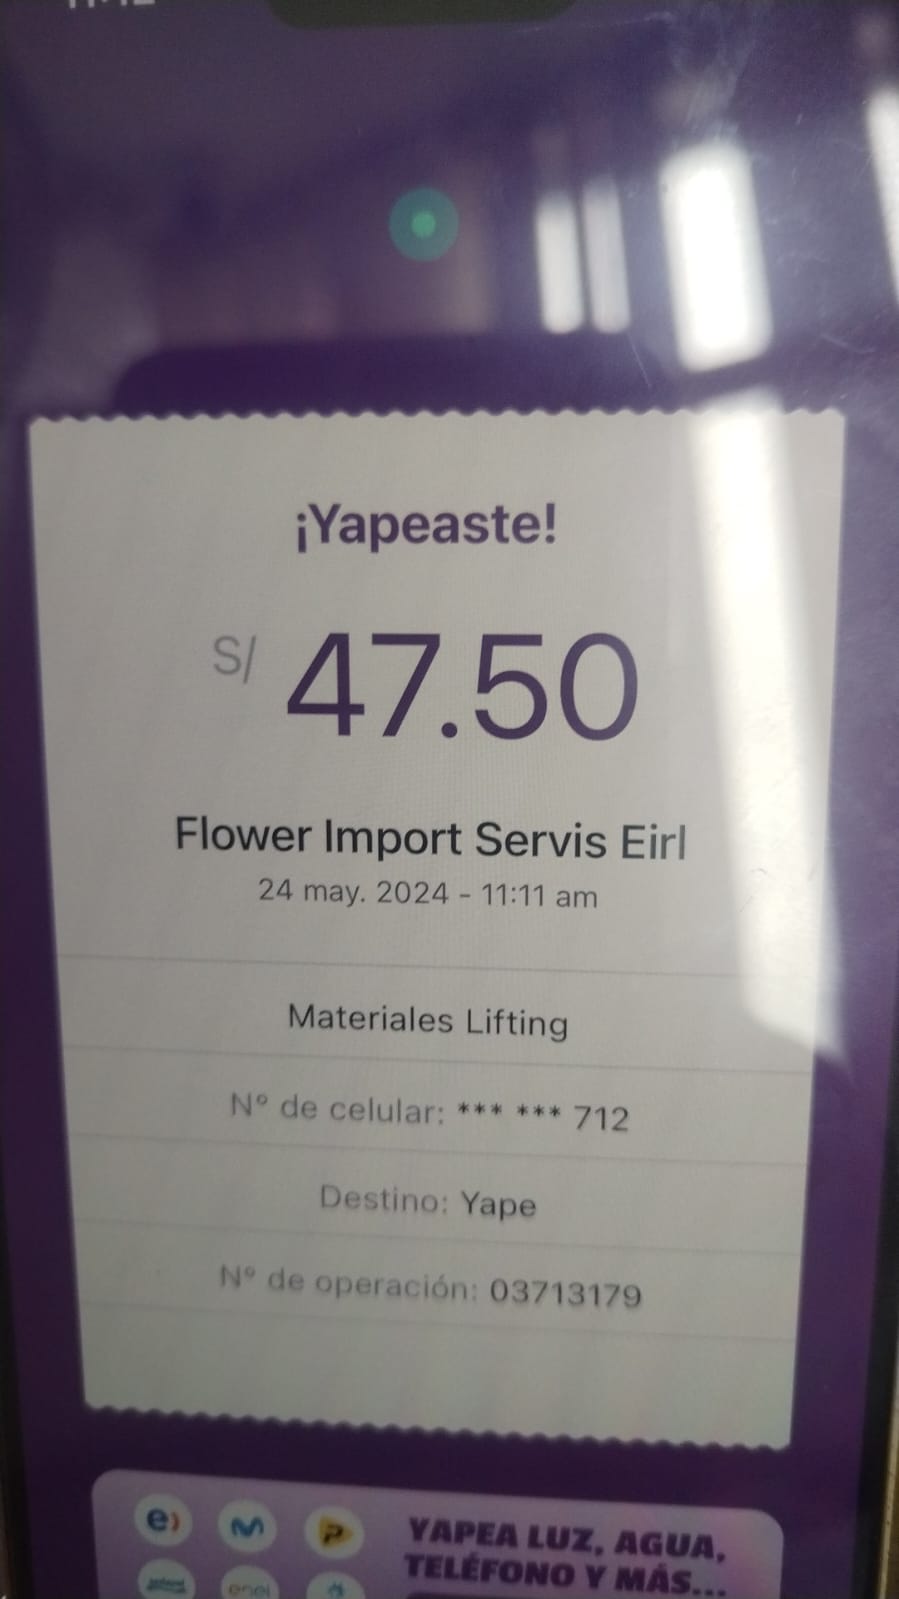 ¡Yapeaste!
S/ 47.50
Flower Import Servis Eirl
24 may. 2024 - 11:11 am
Materiales Lifting
N° de celular: *** *** 712
Destino: Yape
N° de operación: 03713179
e)
P
YAPEA LUZ, AGUA,
TELÉFONO Y MÁS...
enel